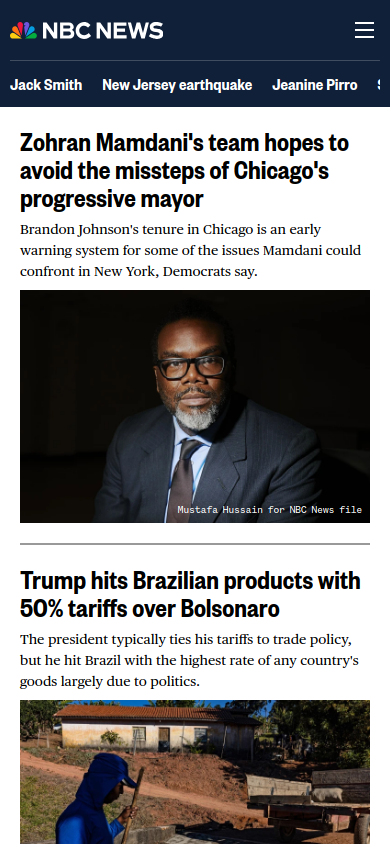 NBC NEWS
Jack Smith New Jersey earthquake Jeanine Pirro
Zohran Mamdani's team hopes to
avoid the missteps of Chicago's
progressive mayor
Brandon Johnson's tenure in Chicago is an early
warning system for some of the issues Mamdani could
confront in New York, Democrats say.
Mustafa Hussain for NBC News file
Trump hits Brazilian products with
50% tariffs over Bolsonaro
The president typically ties his tariffs to trade policy,
but he hit Brazil with the highest rate of any country's
goods largely due to politics.